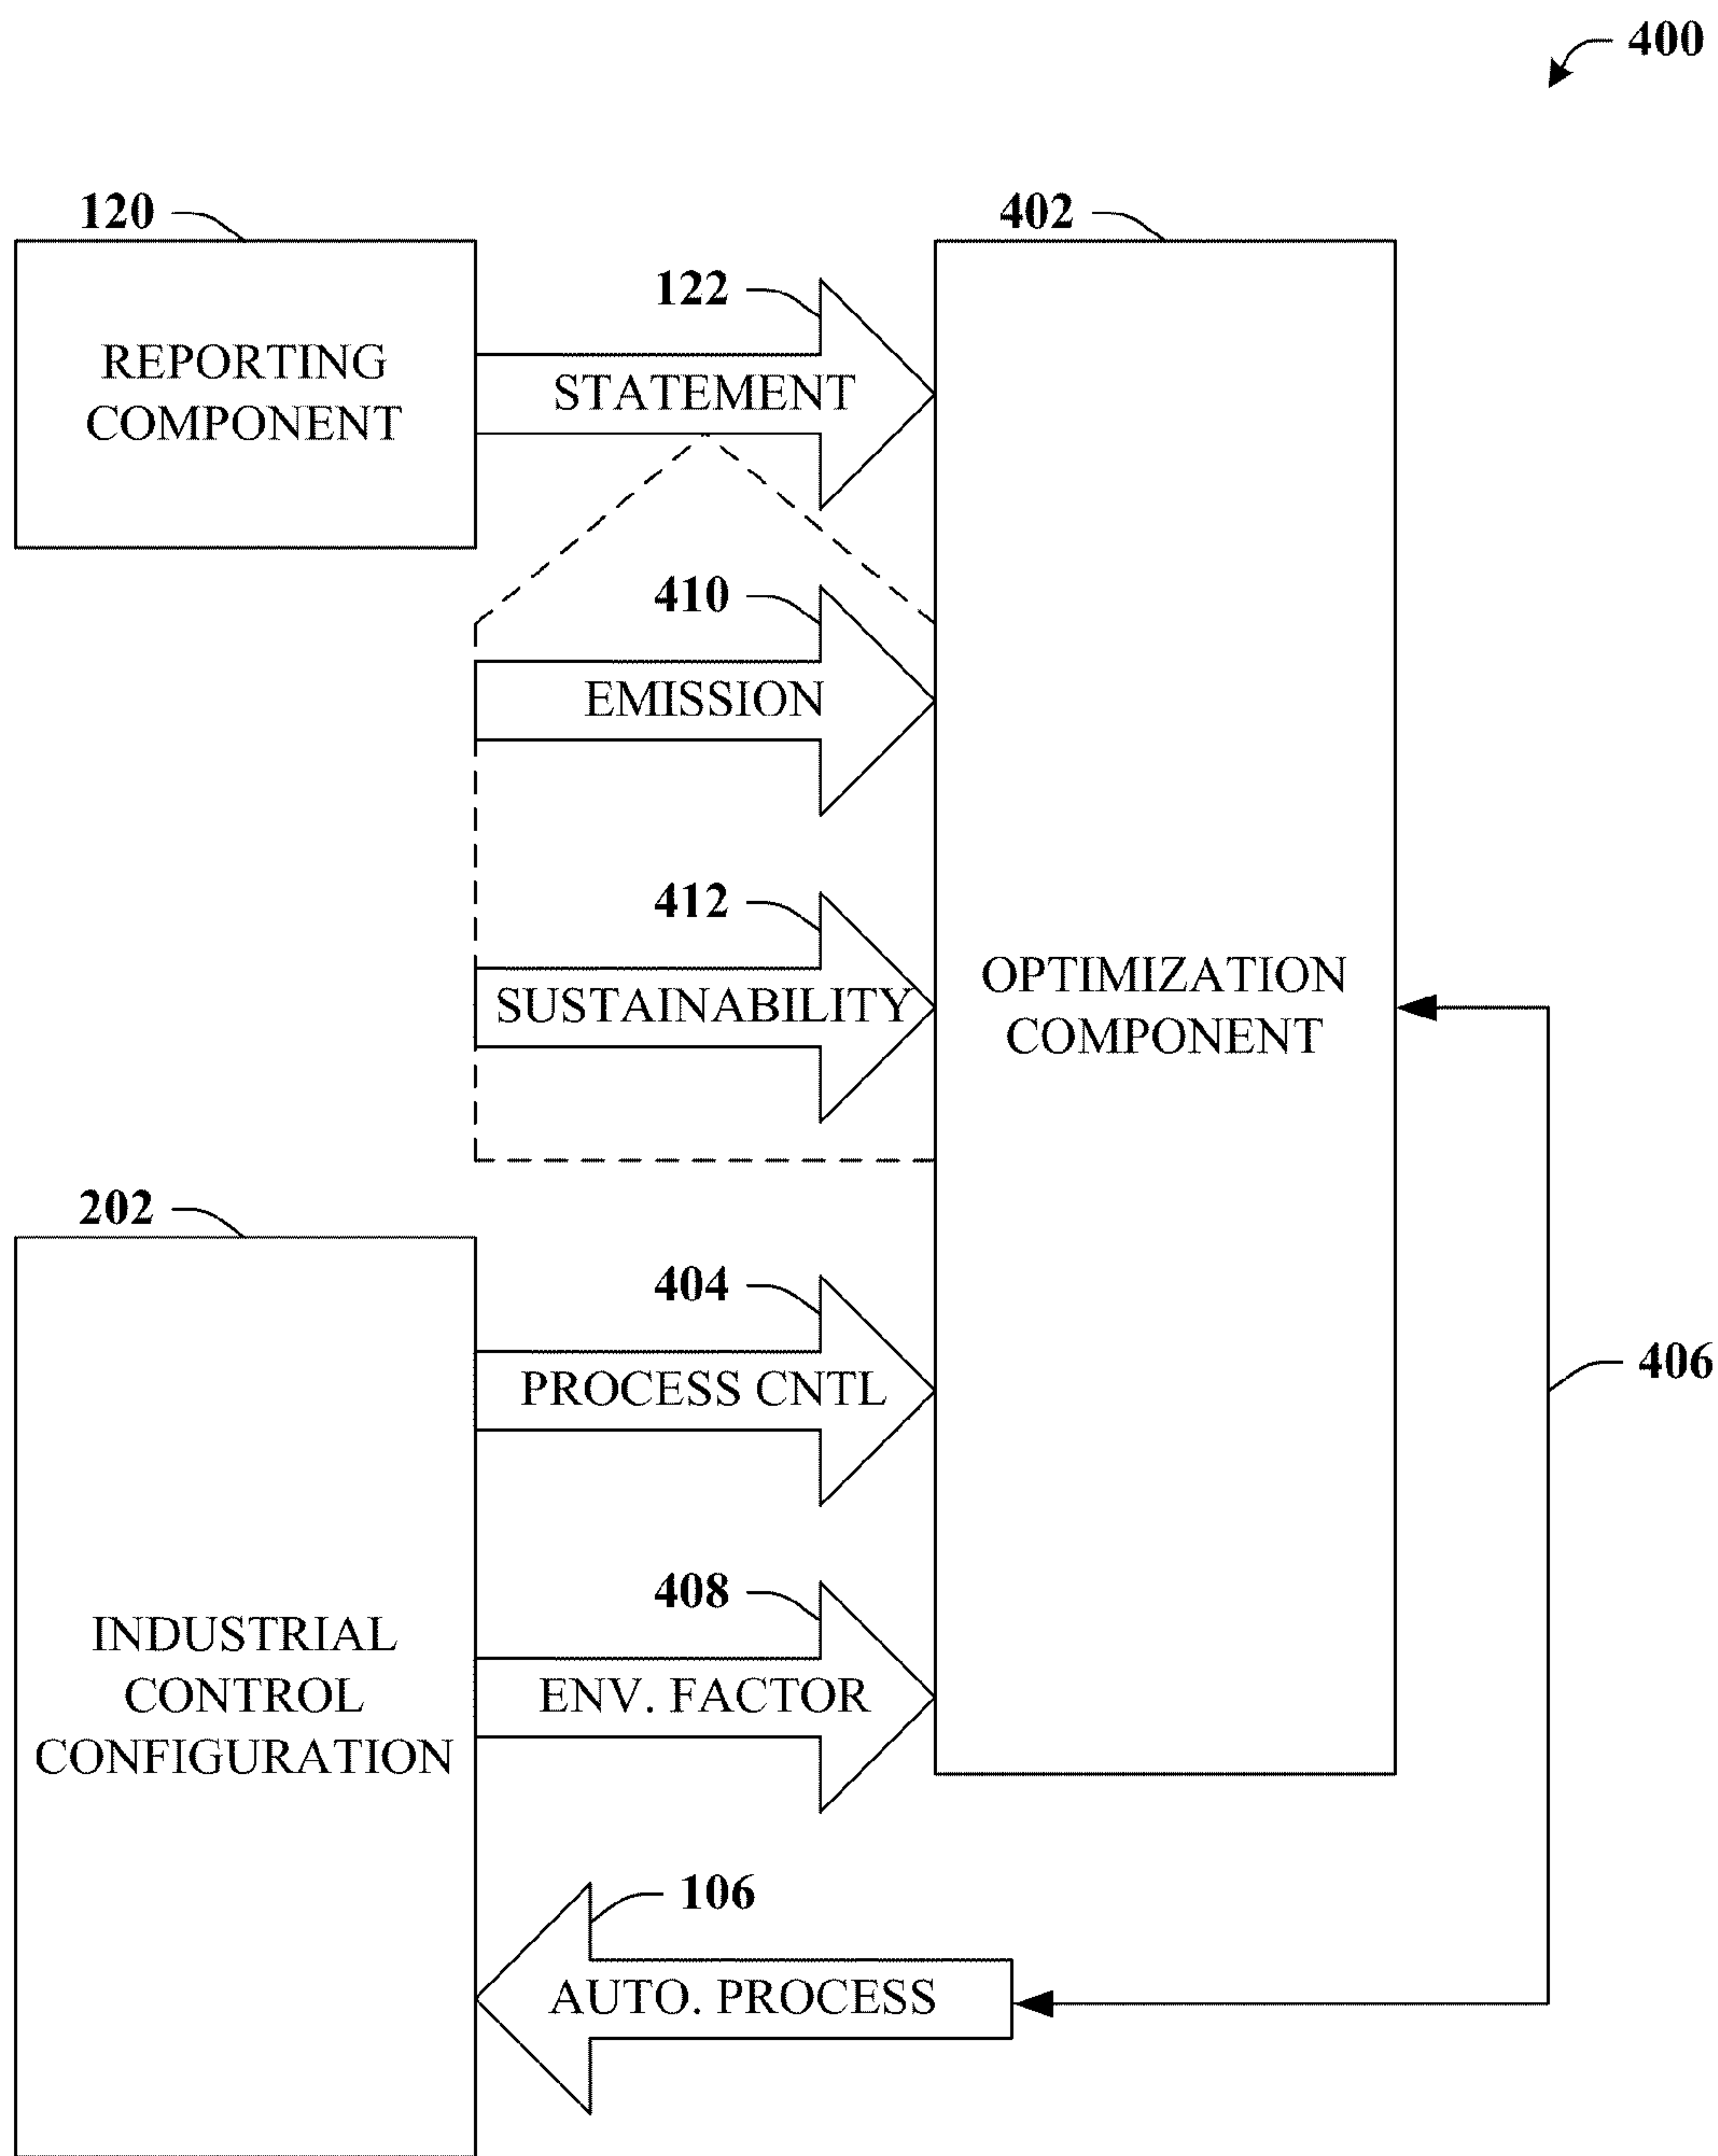 400
120
402
122
REPORTING
COMPONENT
STATEMENT
410
EMISSION
412
SUSTAINABILITY
OPTIMIZATION
COMPONENT
202
404
PROCESS CNTL
406
408
INDUSTRIAL
CONTROL
CONFIGURATION
ENV. FACTOR
106
AUTO. PROCESS